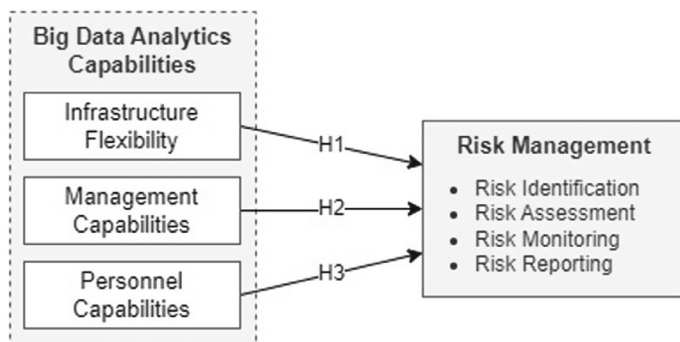 Big Data Analytics
Capabilities
Infrastructure
Flexibility
H1
Management
Capabilities
H2
Personnel
Capabilities
H3
Risk Management
• Risk Identification
• Risk Assessment
• Risk Monitoring
• Risk Reporting